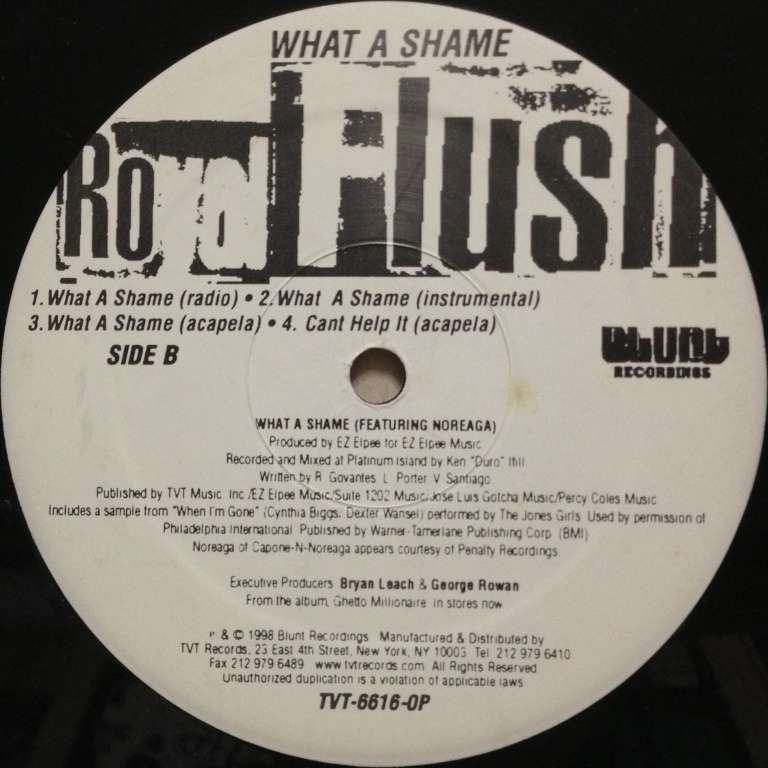 WHAT A SHAME
Royal Flush
1. What A Shame (radio) • 2. What A Shame (instrumental)
3. What A Shame (acapela) • 4. Cant Help It (acapela)
SIDE B
BLUNT
RECORDINGS
WHAT A SHAME (FEATURING NOREAGA)
Produced by EZ Elpee for EZ Elpee Music
Recorded and Mixed at Platinum Island by Ken "Duro" Ifill
Written by R Govantes L Porter V Santiago
Published by TVT Music Inc /EZ Elpee Music/Suite 1202 Music/Jose Luis Gotcha Music/Percy Coles Music
Includes a sample from "When I'm Gone" (Cynthia Biggs/ Dexter Wansel) performed by The Jones Girls Used by permission of
Philadelphia International Published by Warner-Tamerlane Publishing Corp (BMI)
Noreaga of Capone-N-Noreaga appears courtesy of Penalty Recordings
Executive Producers Bryan Leach & George Rowan
From the album, Ghetto Millionaire in stores now
℗ & © 1998 Blunt Recordings Manufactured & Distributed by
TVT Records, 23 East 4th Street, New York, NY 10003 Tel 212 979 6410
Fax 212 979 6489 www.tvtrecords.com All Rights Reserved
Unauthorized duplication is a violation of applicable laws
TVT-6616-0P